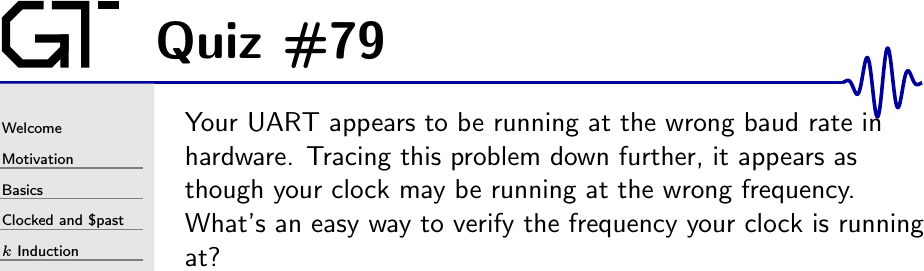 GT
Quiz #79
Welcome
Motivation
Basics
Clocked and $past
k Induction
Your UART appears to be running at the wrong baud rate in
hardware. Tracing this problem down further, it appears as
though your clock may be running at the wrong frequency.
What's an easy way to verify the frequency your clock is running
at?